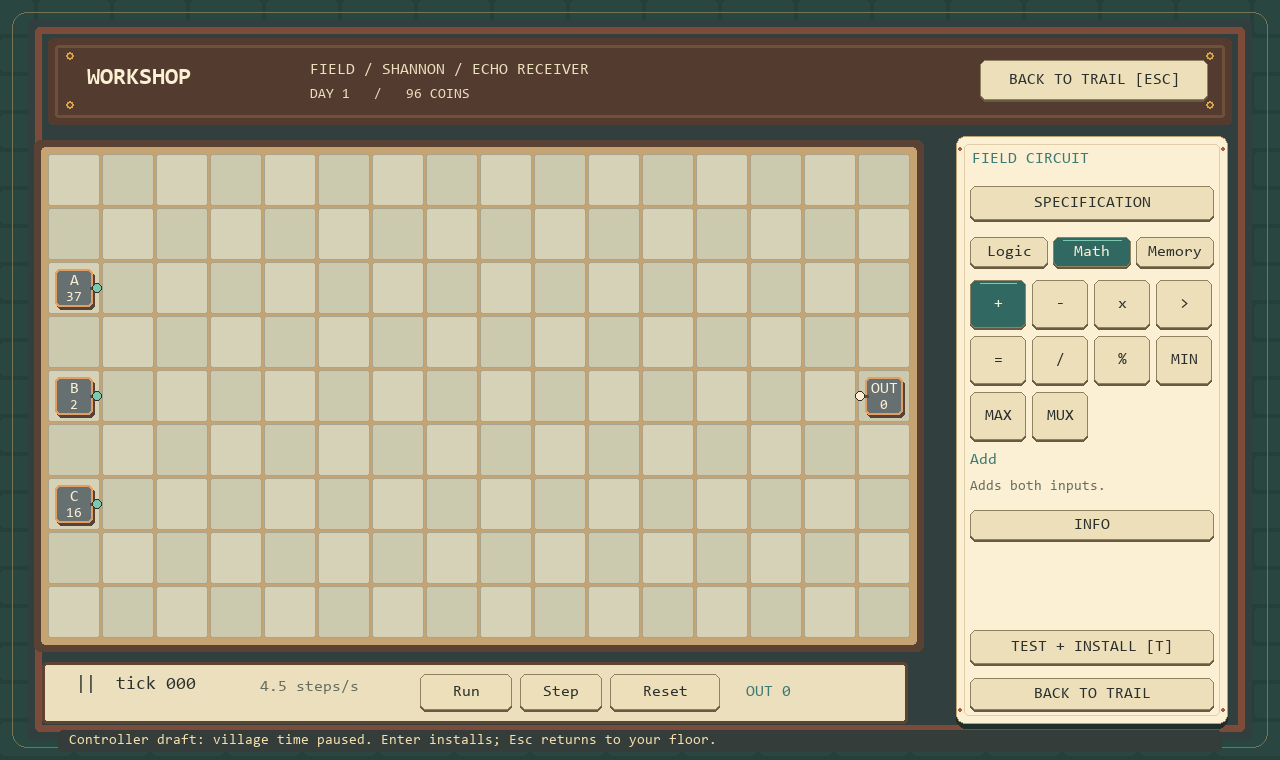 WORKSHOP
FIELD / SHANNON / ECHO RECEIVER
DAY 1 / 96 COINS
BACK TO TRAIL [ESC]
FIELD CIRCUIT
SPECIFICATION
Logic Math Memory
+ - x >
= / % MIN
MAX MUX
Add
Adds both inputs.
INFO
TEST + INSTALL [T]
BACK TO TRAIL
A
37
B
2
OUT
0
C
16
|| tick 000 4.5 steps/s Run Step Reset OUT 0
Controller draft: village time paused. Enter installs; Esc returns to your floor.